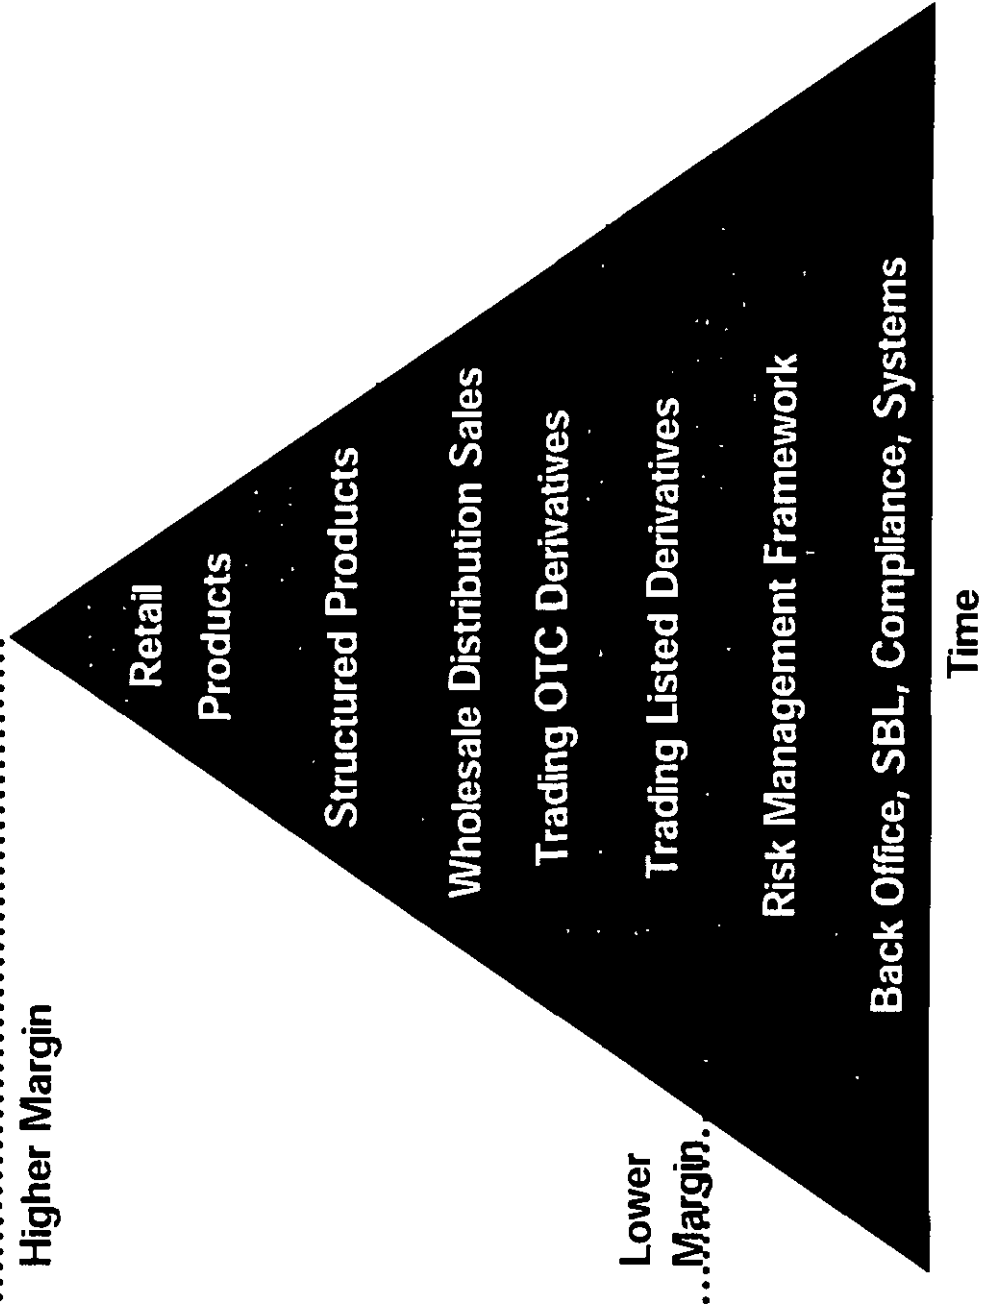 Higher Margin
Retail
Products
Structured Products
Wholesale Distribution Sales
Trading OTC Derivatives
Lower
Margin
Trading Listed Derivatives
Risk Management Framework
Back Office, SBL, Compliance, Systems
Time